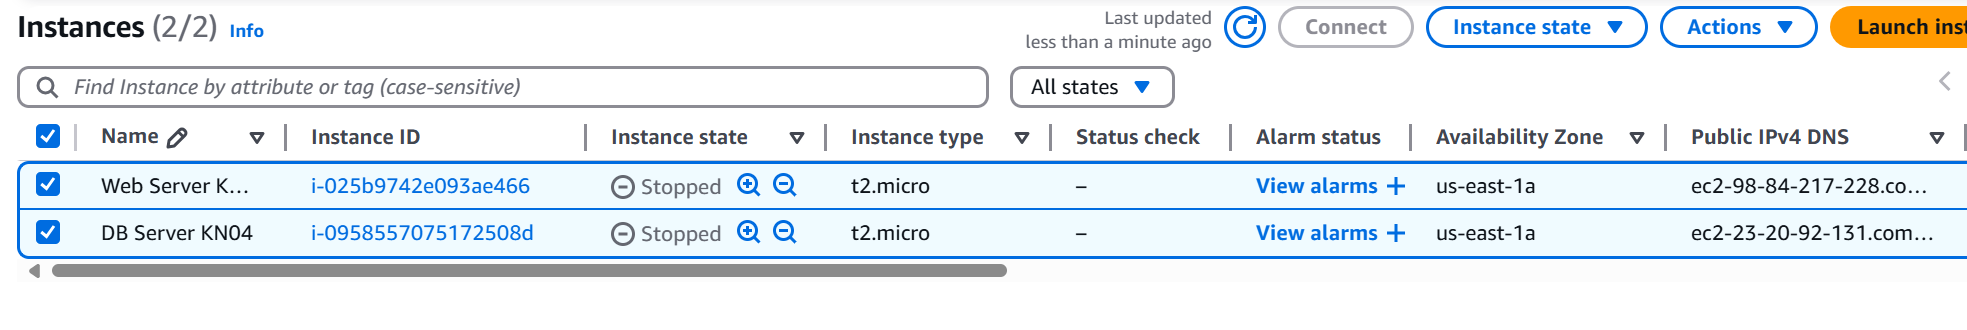 Instances (2/2) Info
Last updated
less than a minute ago
Connect
Instance state
Actions
Launch inst
Find Instance by attribute or tag (case-sensitive)
All states
Name Instance ID Instance state Instance type Status check Alarm status Availability Zone Public IPv4 DNS
Web Server K... i-025b9742e093ae466 Stopped t2.micro – View alarms + us-east-1a ec2-98-84-217-228.co...
DB Server KN04 i-0958557075172508d Stopped t2.micro – View alarms + us-east-1a ec2-23-20-92-131.com...